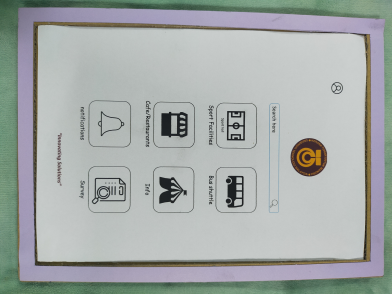 Search here
Sport Facilities
Bus shuttle
Cafe/Restaurants
Info
notifications
Survey
"Innovating Solutions"